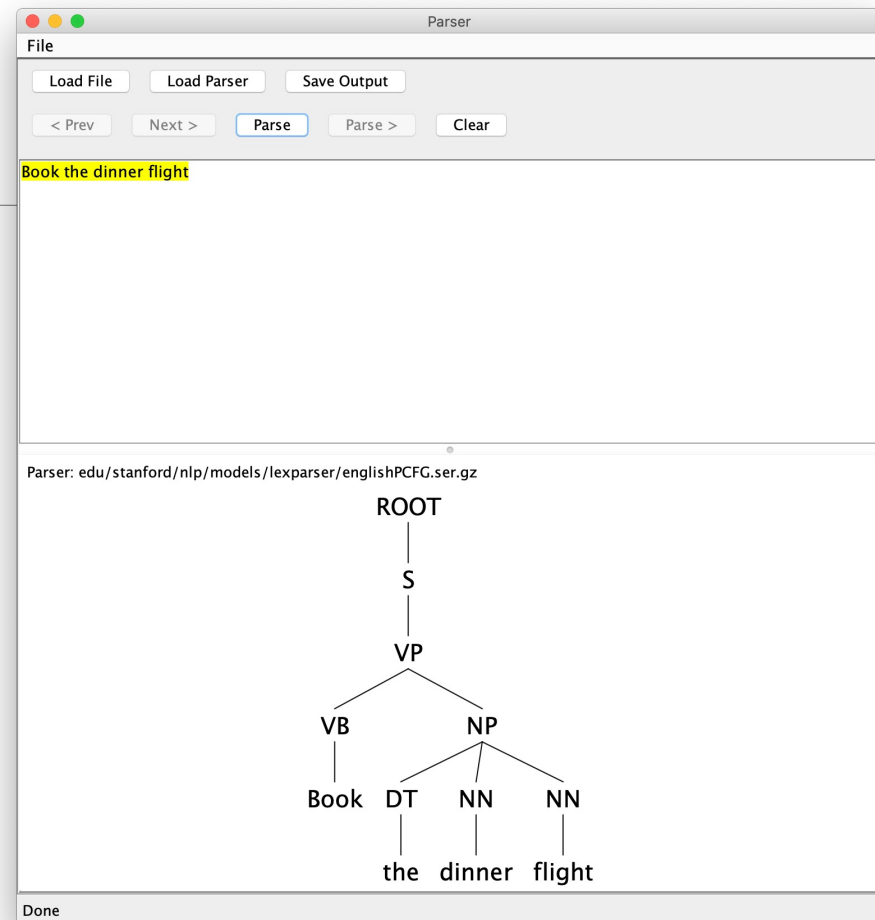 Parser
File
Load File Load Parser Save Output
< Prev Next > Parse Parse > Clear
Book the dinner flight
Parser: edu/stanford/nlp/models/lexparser/englishPCFG.ser.gz
ROOT
S
VP
VB NP
Book DT NN NN
the dinner flight
Done